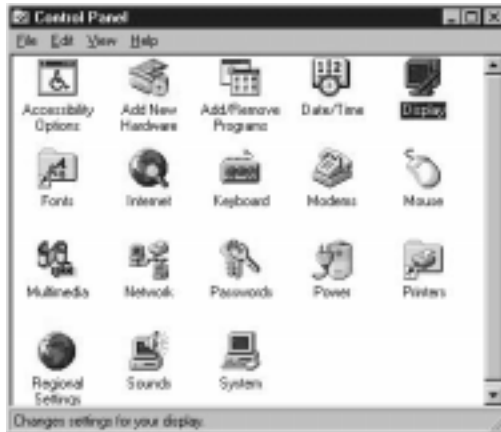 Control Panel
File Edit View Help
Accessibility Options
Add New Hardware
Add/Remove Programs
Date/Time
Display
Fonts
Internet
Keyboard
Modems
Mouse
Multimedia
Network
Passwords
Power
Printers
Regional Settings
Sounds
System
Changes settings for your display.